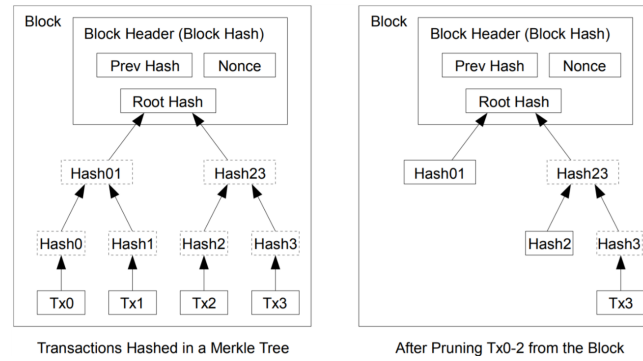 Block
Block Header (Block Hash)
Prev Hash
Nonce
Root Hash
Hash01
Hash23
Hash0
Hash1
Hash2
Hash3
Tx0
Tx1
Tx2
Tx3
Transactions Hashed in a Merkle Tree
Block
Block Header (Block Hash)
Prev Hash
Nonce
Root Hash
Hash01
Hash23
Hash2
Hash3
Tx3
After Pruning Tx0-2 from the Block